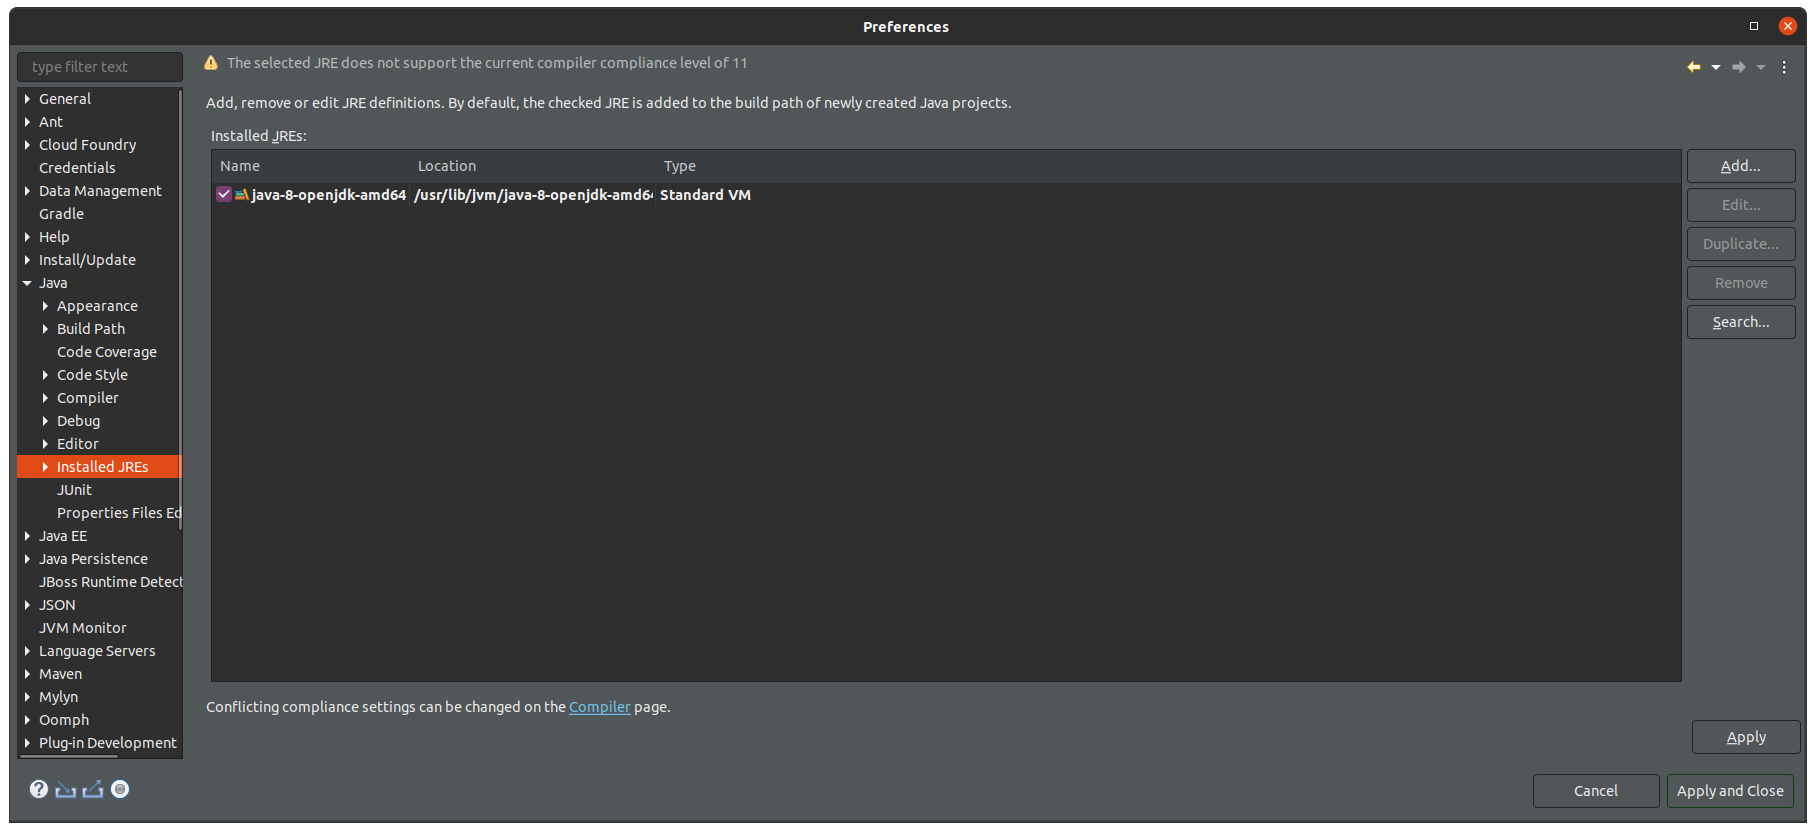 Preferences
type filter text
The selected JRE does not support the current compiler compliance level of 11
General
Ant
Cloud Foundry
Credentials
Data Management
Gradle
Help
Install/Update
Java
Appearance
Build Path
Code Coverage
Code Style
Compiler
Debug
Editor
Installed JREs
JUnit
Properties Files Ed
Java EE
Java Persistence
JBoss Runtime Detect
JSON
JVM Monitor
Language Servers
Maven
Mylyn
Oomph
Plug-in Development
Add, remove or edit JRE definitions. By default, the checked JRE is added to the build path of newly created Java projects.
Installed JREs:
Name Location Type
java-8-openjdk-amd64 /usr/lib/jvm/java-8-openjdk-amd64 Standard VM
Add...
Edit...
Duplicate...
Remove
Search...
Conflicting compliance settings can be changed on the Compiler page.
Apply
Cancel
Apply and Close